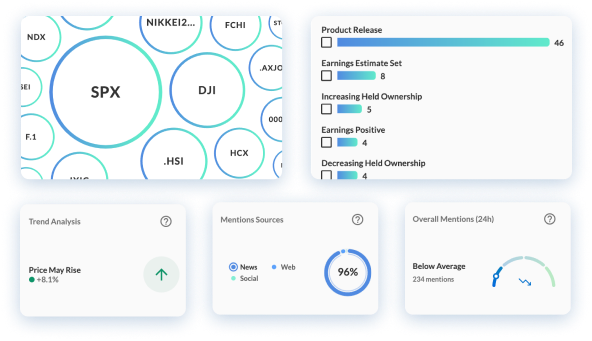 NDX
NIKKEI2...
FCHI
ST
SPX
DJI
.AXJO
SEI
F.1
.HSI
HCX
000
IXIC
Product Release
46
Earnings Estimate Set
8
Increasing Held Ownership
5
Earnings Positive
4
Decreasing Held Ownership
4
Trend Analysis
?
Price May Rise
+8.1%
Mentions Sources
?
News
Web
Social
96%
Overall Mentions (24h)
?
Below Average
234 mentions